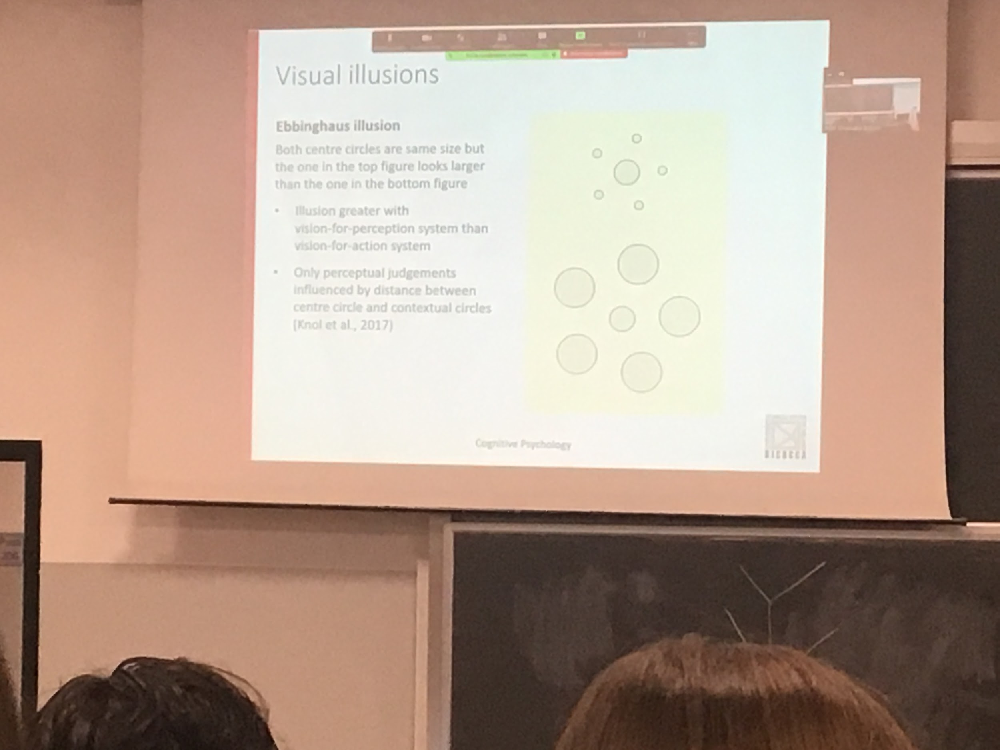 Visual illusions
Ebbinghaus illusion
Both centre circles are same size but
the one in the top figure looks larger
than the one in the bottom figure
• Illusion greater with
vision-for-perception system than
vision-for-action system
• Only perceptual judgements
influenced by distance between
centre circle and contextual circles
(Knol et al., 2017)
Cognitive Psychology
BICOCCA